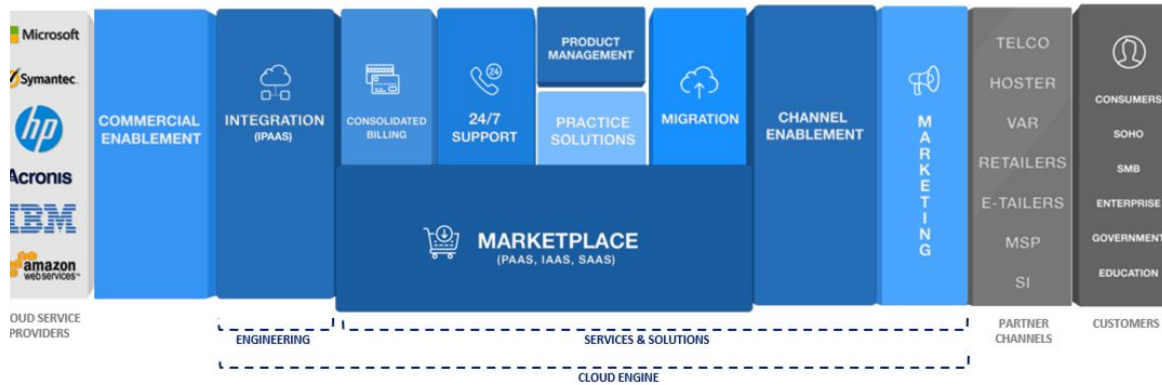 Microsoft
Symantec.
hp
Acronis
IBM
amazon
webservices™
OUD SERVICE
PROVIDERS
COMMERCIAL
ENABLEMENT
INTEGRATION
(IPAAS)
CONSOLIDATED
BILLING
24
24/7
SUPPORT
PRODUCT
MANAGEMENT
PRACTICE
SOLUTIONS
MIGRATION
MARKETPLACE
(PAAS, IAAS, SAAS)
CHANNEL
ENABLEMENT
MARKETING
TELCO
HOSTER
VAR
RETAILERS
E-TAILERS
MSP
SI
PARTNER
CHANNELS
CONSUMERS
SOHO
SMB
ENTERPRISE
GOVERNMENT
EDUCATION
CUSTOMERS
ENGINEERING
SERVICES & SOLUTIONS
CLOUD ENGINE